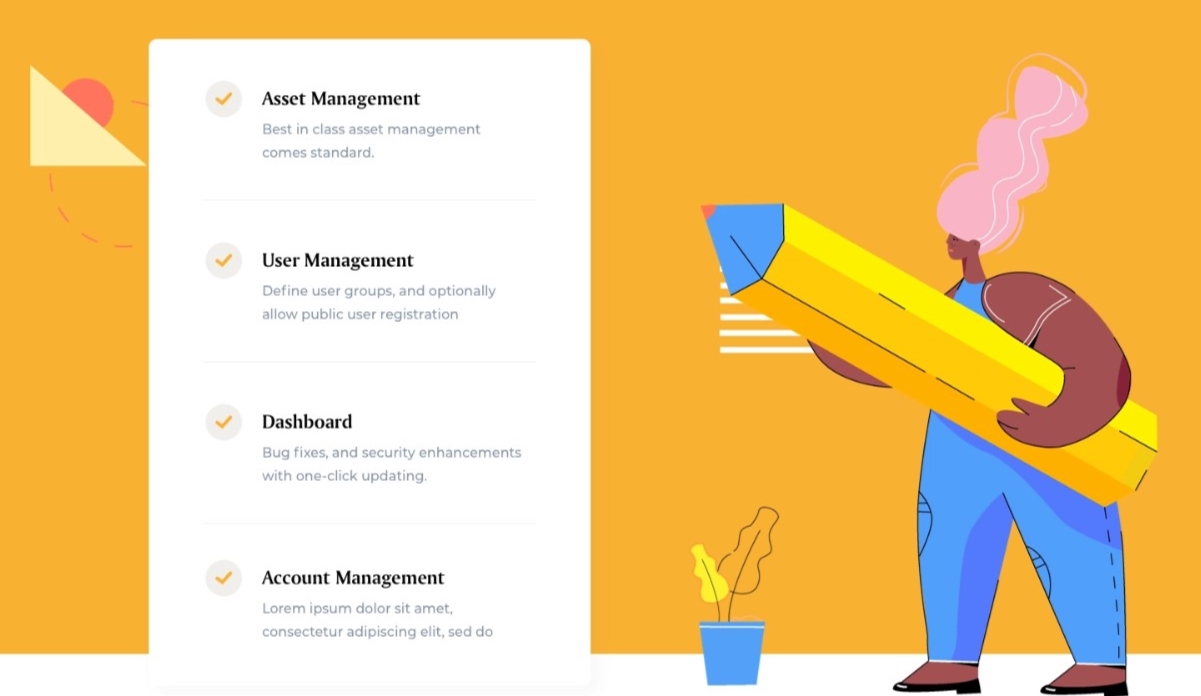 Asset Management
Best in class asset management
comes standard.
User Management
Define user groups, and optionally
allow public user registration
Dashboard
Bug fixes, and security enhancements
with one-click updating.
Account Management
Lorem ipsum dolor sit amet,
consectetur adipiscing elit, sed do